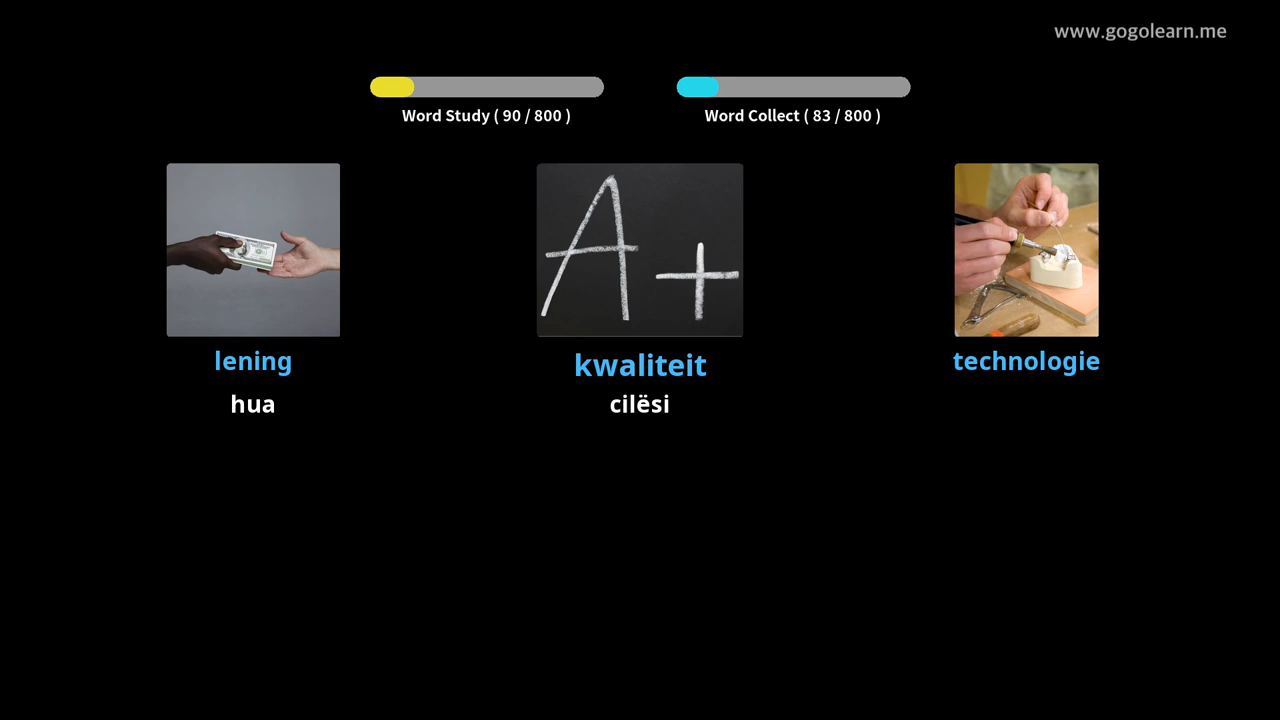 www.gogolearn.me
Word Study ( 90 / 800 )
Word Collect ( 83 / 800 )
A+
lening
kwaliteit
technologie
hua
cilësi